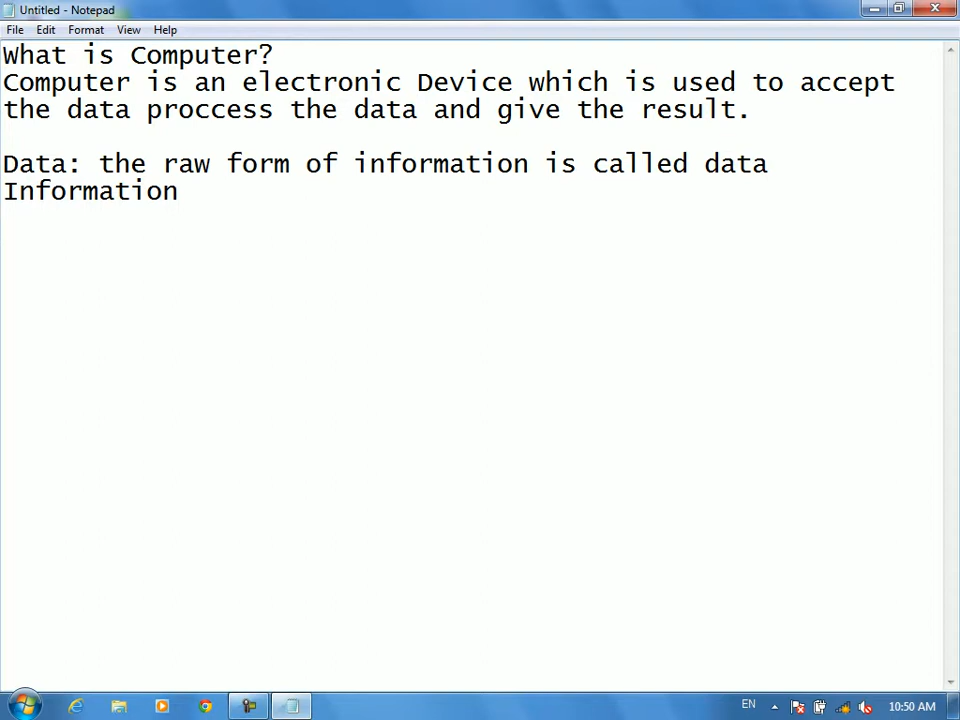 Untitled - Notepad
File Edit Format View Help
What is Computer?
Computer is an electronic Device which is used to accept
the data proccess the data and give the result.
Data: the raw form of information is called data
Information
EN 10:50 AM